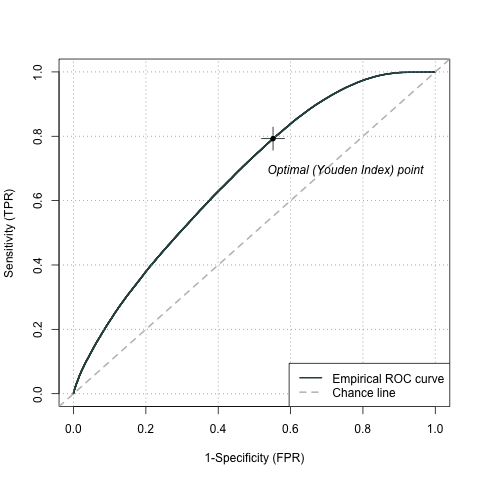 1.0
0.8
0.6
0.4
0.2
0.0
Sensitivity (TPR)
Optimal (Youden Index) point
Empirical ROC curve
Chance line
0.0 0.2 0.4 0.6 0.8 1.0
1-Specificity (FPR)